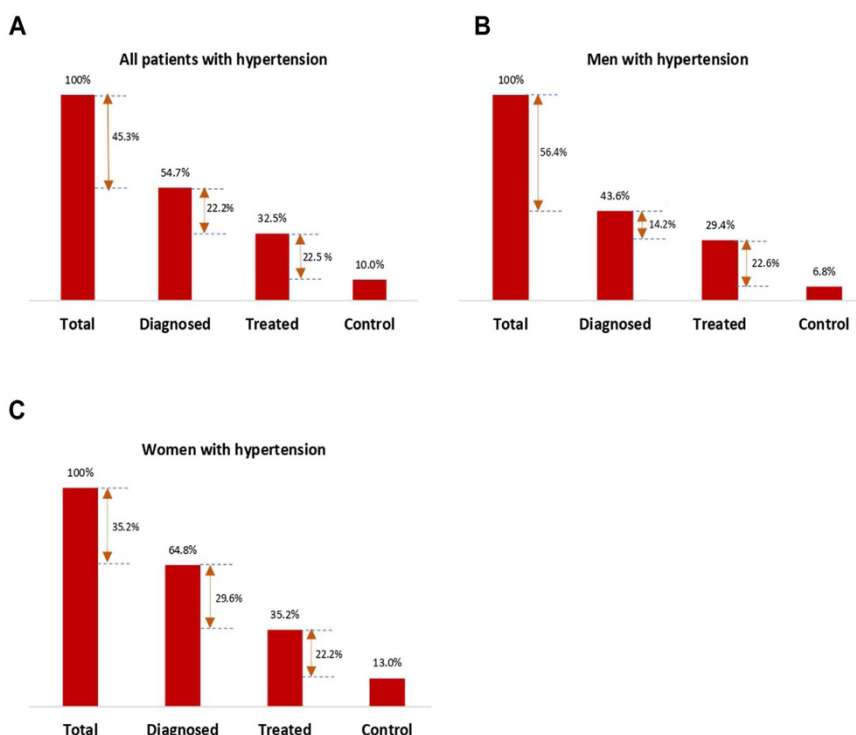 A
All patients with hypertension
100%
45.3%
54.7%
22.2%
32.5%
22.5 %
10.0%
Total Diagnosed Treated Control
B
Men with hypertension
100%
56.4%
43.6%
14.2%
29.4%
22.6%
6.8%
Total Diagnosed Treated Control
C
Women with hypertension
100%
35.2%
64.8%
29.6%
35.2%
22.2%
13.0%
Total Diagnosed Treated Control